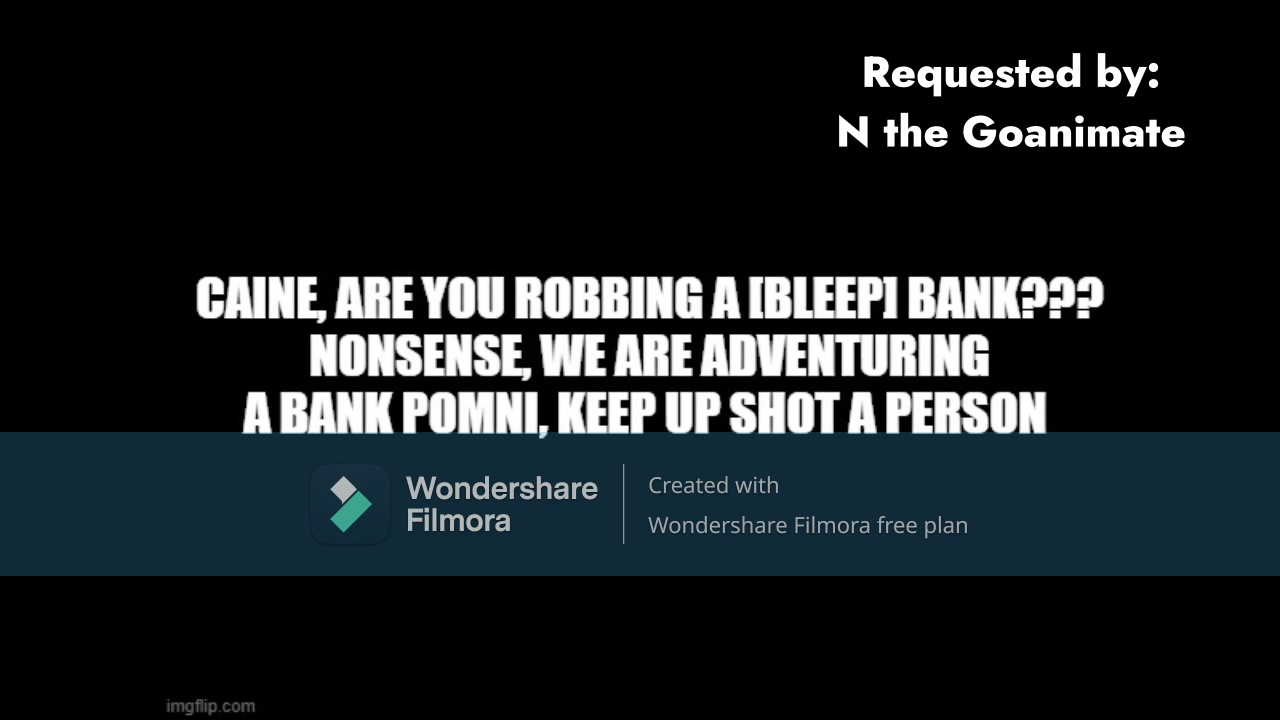 Requested by:
N the Goanimate
CAINE, ARE YOU ROBBING A [BLEEP] BANK???
NONSENSE, WE ARE ADVENTURING
A BANK POMNI, KEEP UP SHOT A PERSON
Wondershare
Filmora
Created with
Wondershare Filmora free plan
imgflip.com